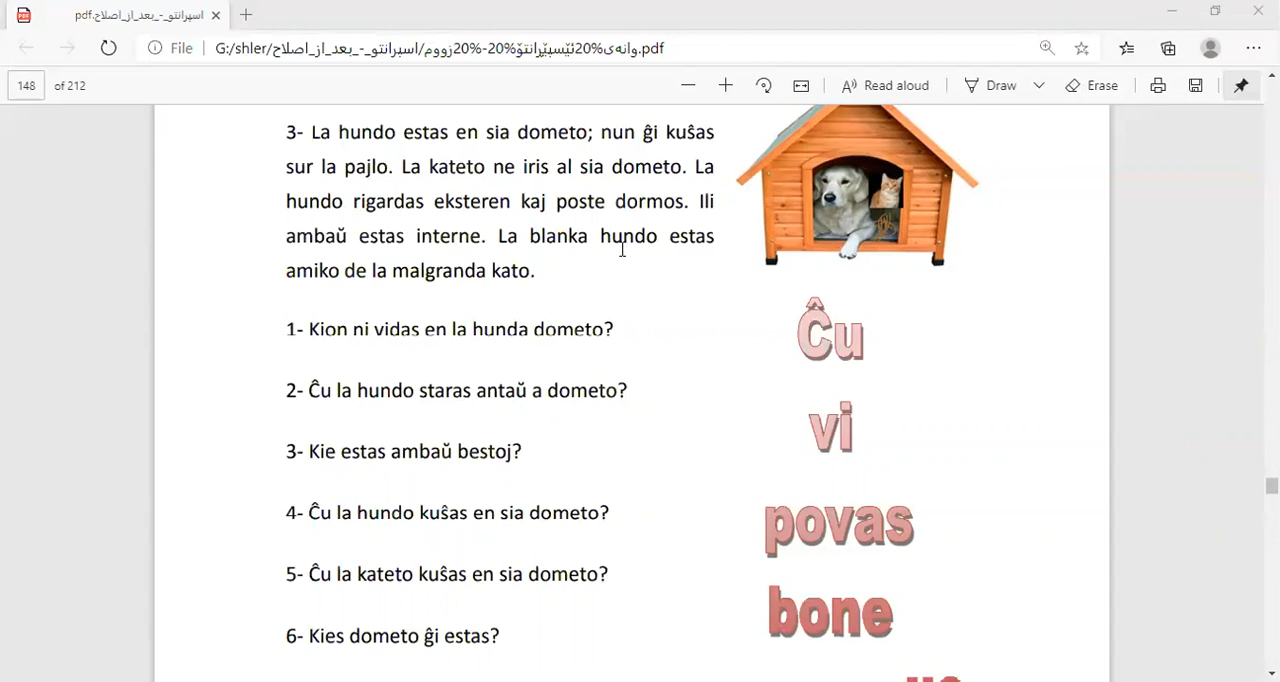 اسپرانتو_-_بعد_از_اصلاح.pdf
File
G:/shler/وانەی%20ئێسپێڕانتۆ%20-%20زووم/اسپرانتو_-_بعد_از_اصلاح.pdf
148 of 212
Read aloud
Draw
Erase
3- La hundo estas en sia dometo; nun ĝi kuŝas
sur la pajlo. La kateto ne iris al sia dometo. La
hundo rigardas eksteren kaj poste dormos. Ili
ambaŭ estas interne. La blanka hundo estas
amiko de la malgranda kato.
1- Kion ni vidas en la hunda dometo?
2- Ĉu la hundo staras antaŭ a dometo?
3- Kie estas ambaŭ bestoj?
4- Ĉu la hundo kuŝas en sia dometo?
5- Ĉu la kateto kuŝas en sia dometo?
6- Kies dometo ĝi estas?
Ĉu
vi
povas
bone